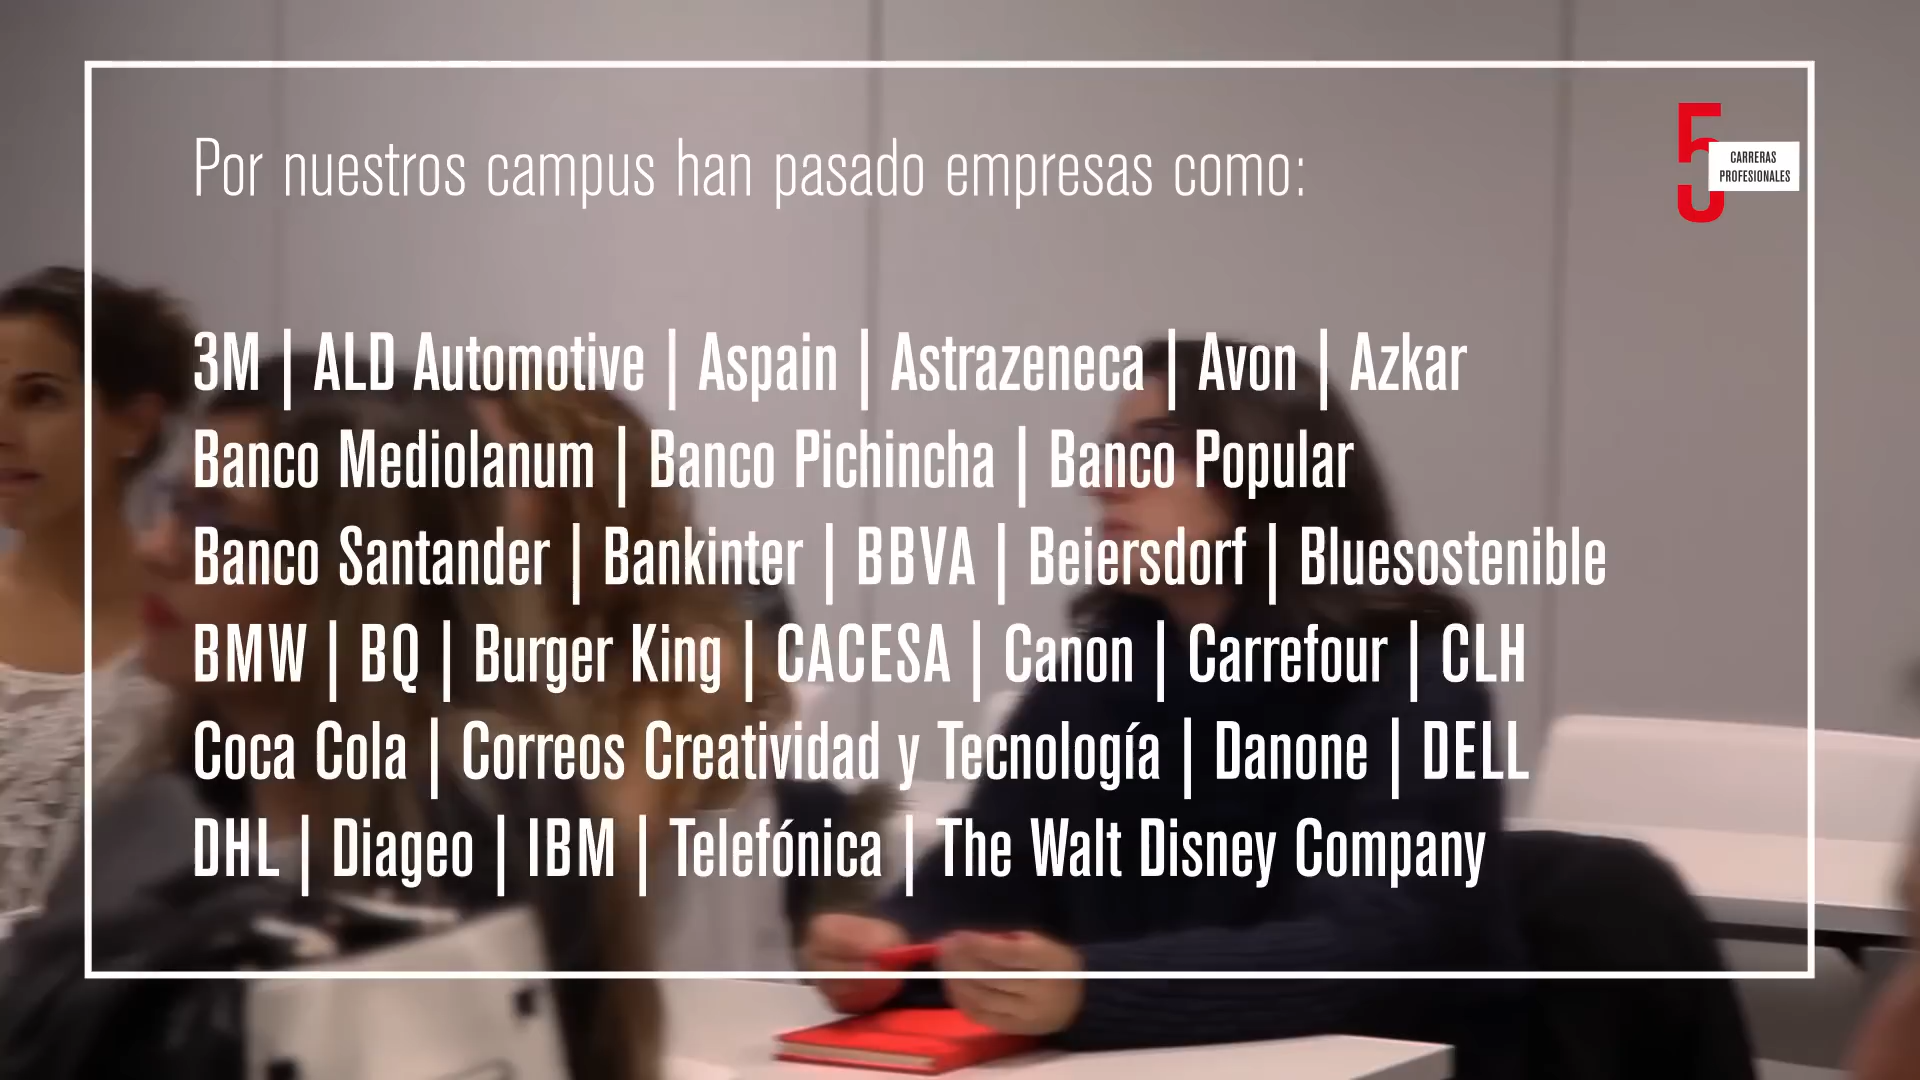 Por nuestros campus han pasado empresas como:
5
CARRERAS
PROFESIONALES
3M | ALD Automotive | Aspain | Astrazeneca | Avon | Azkar
Banco Mediolanum | Banco Pichincha | Banco Popular
Banco Santander | Bankinter | BBVA | Beiersdorf | Bluesostenible
BMW | BQ | Burger King | CACESA | Canon | Carrefour | CLH
Coca Cola | Correos Creatividad y Tecnología | Danone | DELL
DHL | Diageo | IBM | Telefónica | The Walt Disney Company